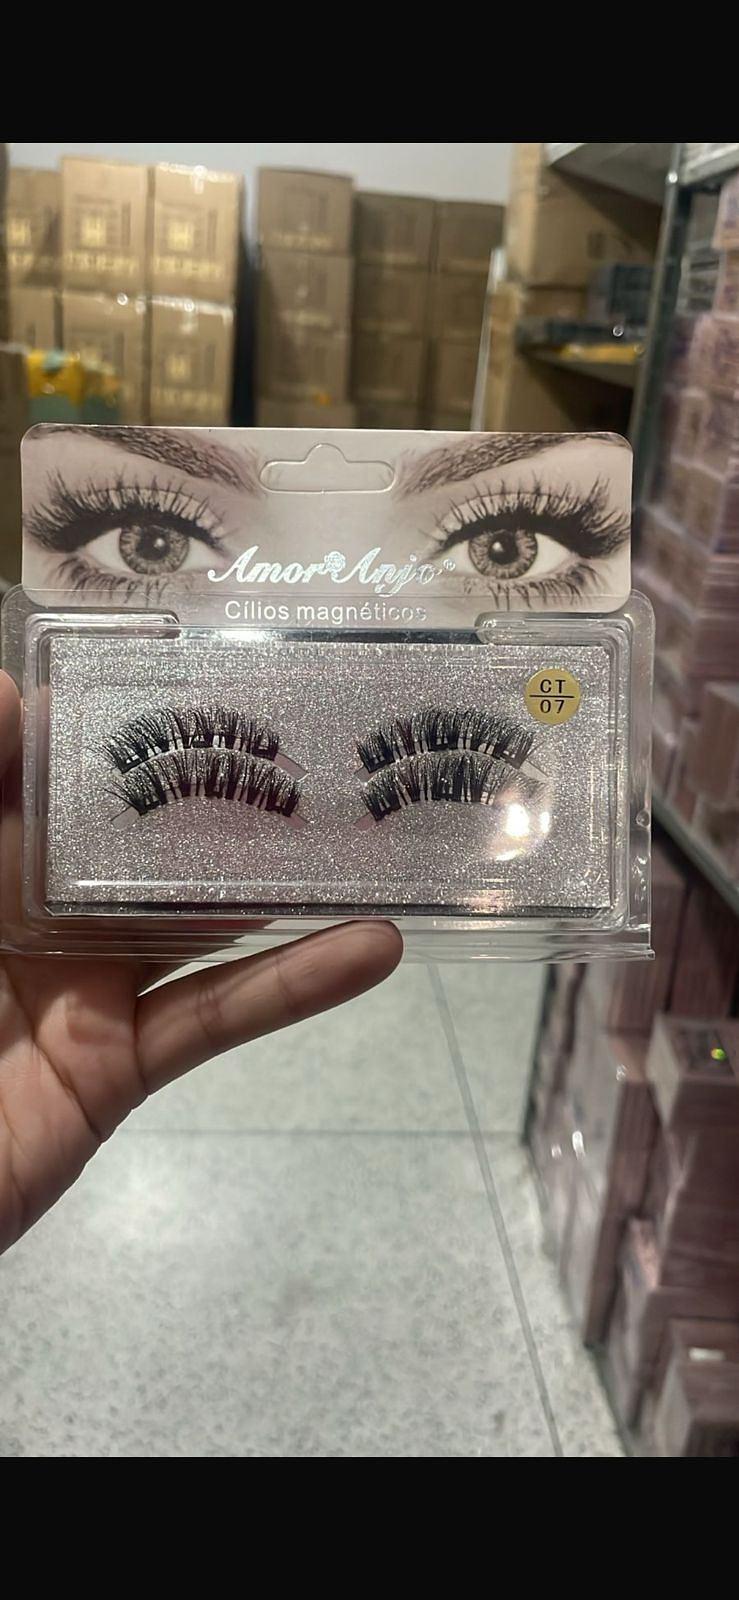 Amor Anjo®
Cílios magnéticos
CT
07